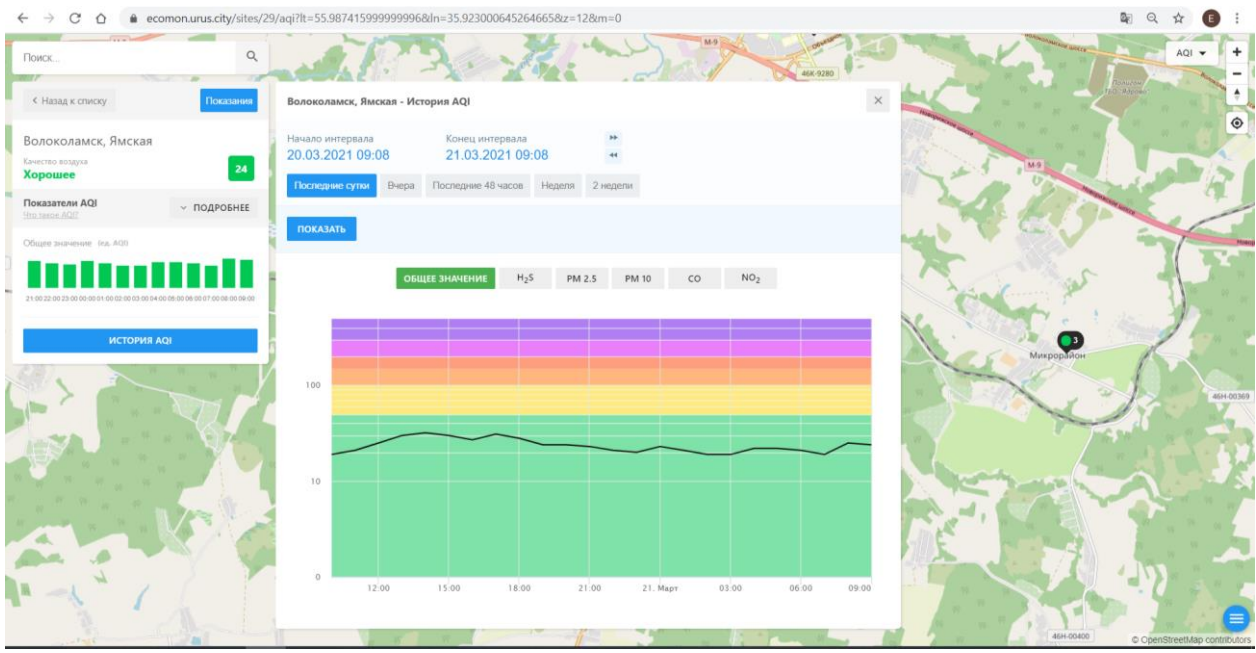 ecomon.urus.city/sites/29/aqi?lt=55.987415999999996&ln=35.923000645264665&z=12&m=0
E
Поиск...
Назад к списку
Показания
Волоколамск, Ямская
Качество воздуха
Хорошее
24
Показатели AQI
Что такое AQI?
ПОДРОБНЕЕ
Общее значение (ед. AQI)
21:00 22:00 23:00 00:00 01:00 02:00 03:00 04:00 05:00 06:00 07:00 08:00 09:00
ИСТОРИЯ AQI
Волоколамск, Ямская - История AQI
Начало интервала
Конец интервала
20.03.2021 09:08
21.03.2021 09:08
Последние сутки
Вчера
Последние 48 часов
Неделя
2 недели
ПОКАЗАТЬ
ОБЩЕЕ ЗНАЧЕНИЕ
H₂S
PM 2.5
PM 10
CO
NO₂
100
10
0
12:00 15:00 18:00 21:00 21. Март 03:00 06:00 09:00
AQI
M-9
46К-9280
Новорижское шоссе
M-9
3
Микрорайон
46Н-00369
46Н-00400
© OpenStreetMap contributors